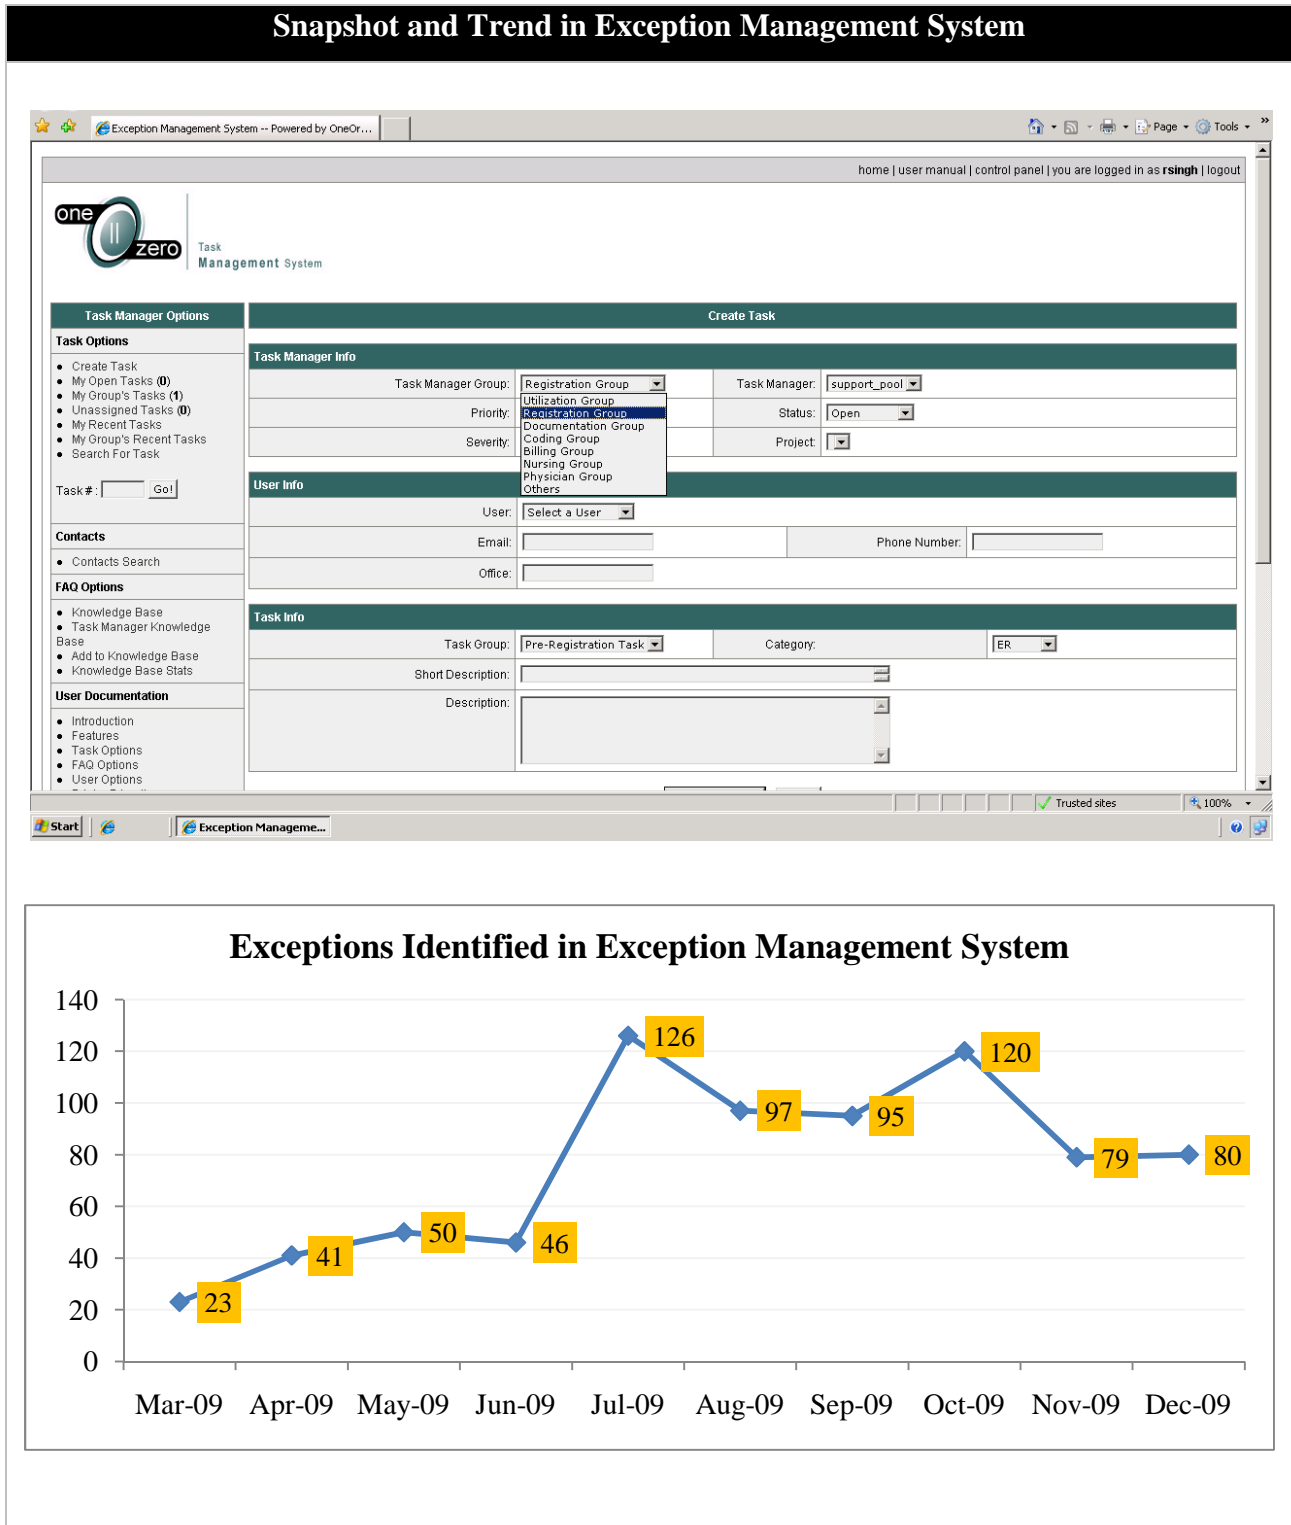 Snapshot and Trend in Exception Management System
Exception Management System -- Powered by OneOr...
Page
Tools
home | user manual | control panel | you are logged in as rsingh | logout
one
zero
Task
Management System
Task Manager Options
Create Task
Task Options
Create Task
My Open Tasks (0)
My Group's Tasks (1)
Unassigned Tasks (0)
My Recent Tasks
My Group's Recent Tasks
Search For Task
Task # : Go!
Contacts
Contacts Search
FAQ Options
Knowledge Base
Task Manager Knowledge
Base
Add to Knowledge Base
Knowledge Base Stats
User Documentation
Introduction
Features
Task Options
FAQ Options
User Options
Task Manager Info
Task Manager Group: Registration Group Task Manager: support_pool
Utilization Group
Priority: Registration Group Status: Open
Documentation Group
Severity: Coding Group Project:
Billing Group
Nursing Group
Physician Group
Others
User Info
User: Select a User
Email: Phone Number:
Office:
Task Info
Task Group: Pre-Registration Task Category: ER
Short Description:
Description:
Trusted sites 100%
Start Exception Manageme...
Exceptions Identified in Exception Management System
140
120
100
80
60
40
20
0
23
41
50
46
126
97
95
120
79
80
Mar-09 Apr-09 May-09 Jun-09 Jul-09 Aug-09 Sep-09 Oct-09 Nov-09 Dec-09